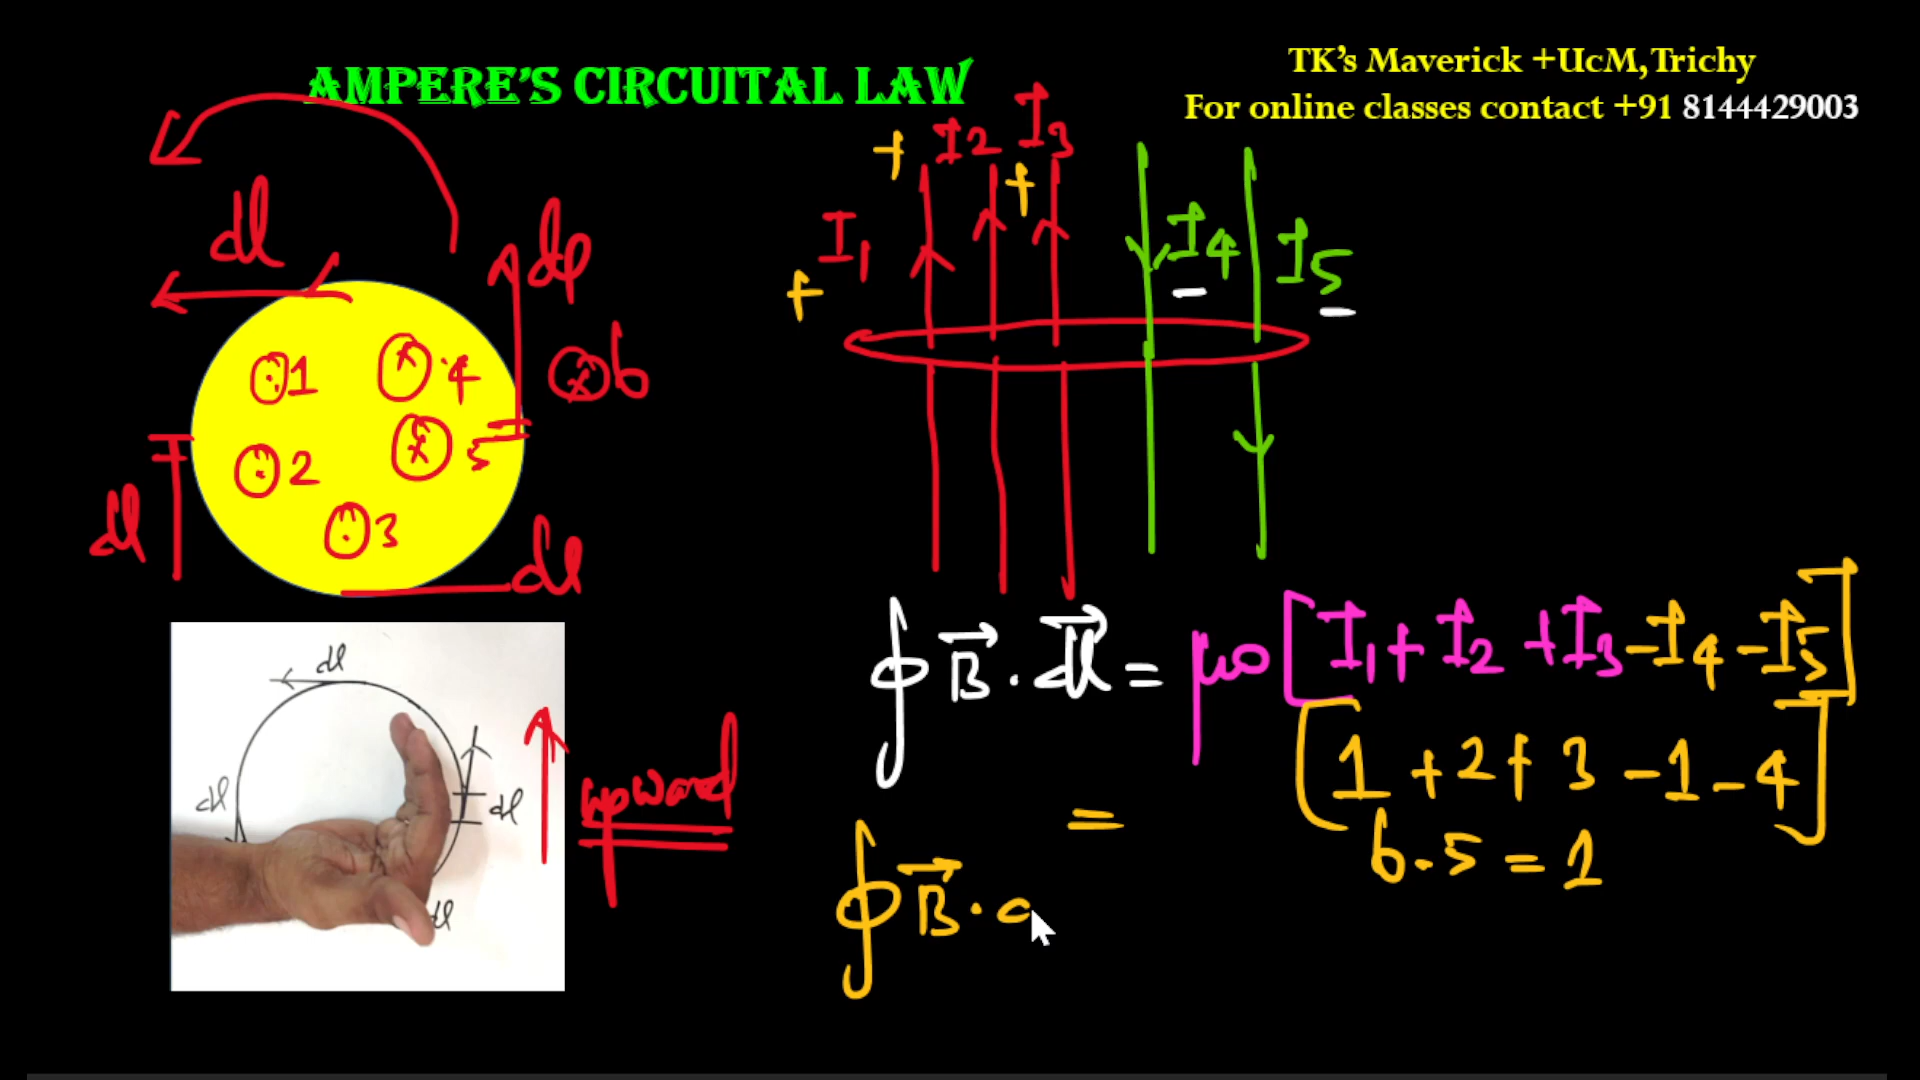 AMPERE'S CIRCUITAL LAW
TK's Maverick +UcM,Trichy
For online classes contact +91 8144429003
+ I2 I3
+
I1
+
I4 I5
dl
dl
1
4
6
2
5
3
dl
dl
∮ B⃗ . dl⃗ = μ0 [I1 + I2 + I3 - I4 - I5]
[1 + 2 + 3 - 1 - 4]
=
6 - 5 = 1
∮ B⃗ .
dl
dl
dl
dl
upward